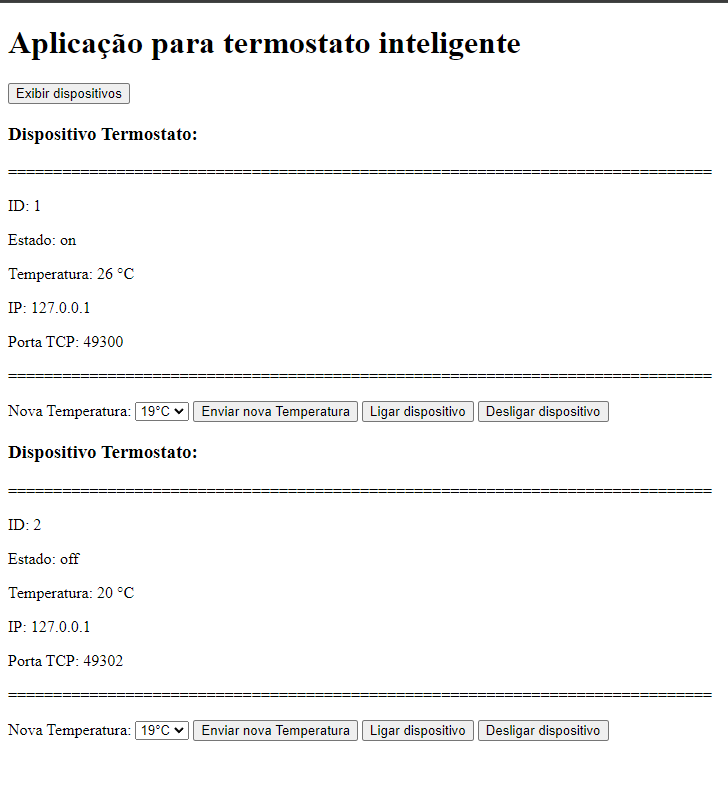 Aplicação para termostato inteligente
Exibir dispositivos
Dispositivo Termostato:
================================================================================
ID: 1
Estado: on
Temperatura: 26 °C
IP: 127.0.0.1
Porta TCP: 49300
================================================================================
Nova Temperatura: 19°C Enviar nova Temperatura Ligar dispositivo Desligar dispositivo
Dispositivo Termostato:
================================================================================
ID: 2
Estado: off
Temperatura: 20 °C
IP: 127.0.0.1
Porta TCP: 49302
================================================================================
Nova Temperatura: 19°C Enviar nova Temperatura Ligar dispositivo Desligar dispositivo